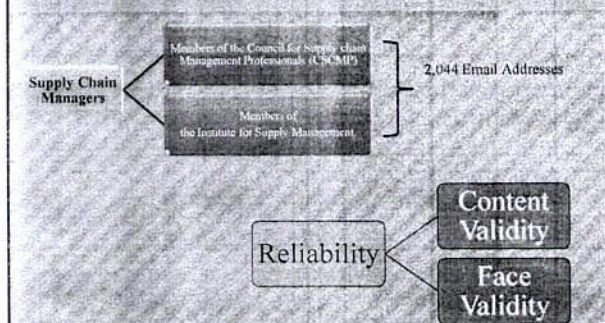 Members of the Council for Supply chain
Management Professionals (CSCMP)
2,044 Email Addresses
Supply Chain
Managers
Members of
the Institute for Supply Management
Content
Validity
Reliability
Face
Validity